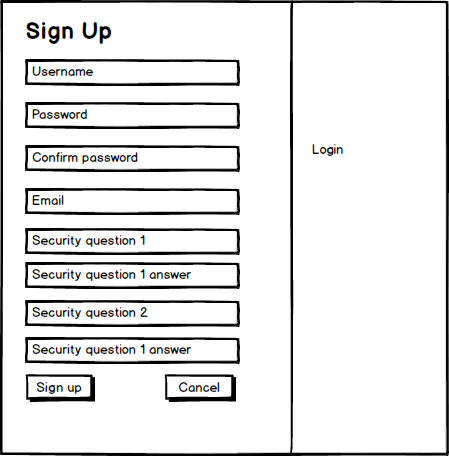 Sign Up
Username
Password
Confirm password
Email
Security question 1
Security question 1 answer
Security question 2
Security question 1 answer
Sign up
Cancel
Login